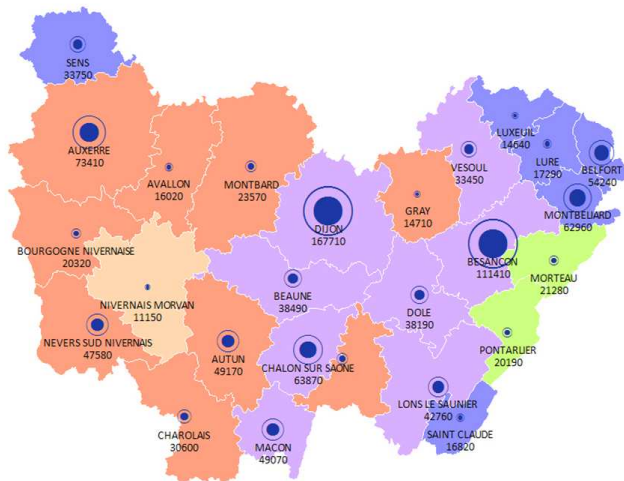 SENS
33750
AUXERRE
73410
AVALLON
16020
MONTBARD
23570
LUXEUIL
14640
LURE
17290
BELFORT
54240
VESOUL
33450
MONTBELIARD
62960
GRAY
14710
DIJON
167710
BESANCON
111410
BOURGOGNE NIVERNAISE
20320
NIVERNAIS MORVAN
11150
BEAUNE
38490
DOLE
38190
MORTEAU
21280
NEVERS SUD NIVERNAIS
47580
AUTUN
49170
CHALON SUR SAONE
63870
PONTARLIER
20190
LONS LE SAUNIER
42760
CHAROLAIS
30600
MACON
49070
SAINT CLAUDE
16820